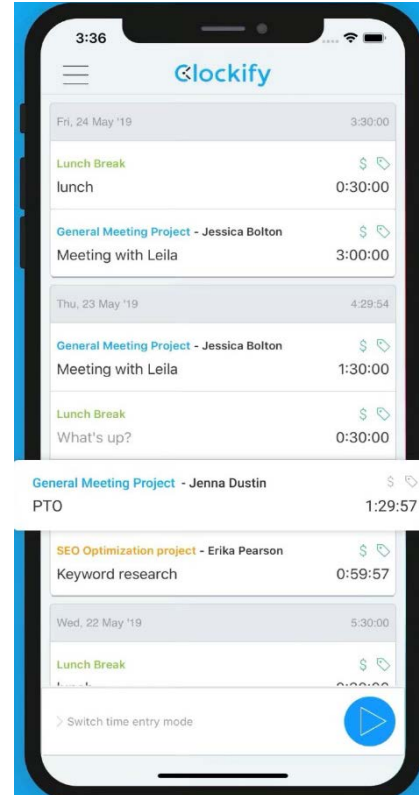 3:36
Clockify
Fri, 24 May '19 3:30:00
Lunch Break $
lunch 0:30:00
General Meeting Project - Jessica Bolton $
Meeting with Leila 3:00:00
Thu, 23 May '19 4:29:54
General Meeting Project - Jessica Bolton $
Meeting with Leila 1:30:00
Lunch Break $
What's up? 0:30:00
General Meeting Project - Jenna Dustin $
PTO 1:29:57
SEO Optimization project - Erika Pearson $
Keyword research 0:59:57
Wed, 22 May '19 5:30:00
Lunch Break $
> Switch time entry mode